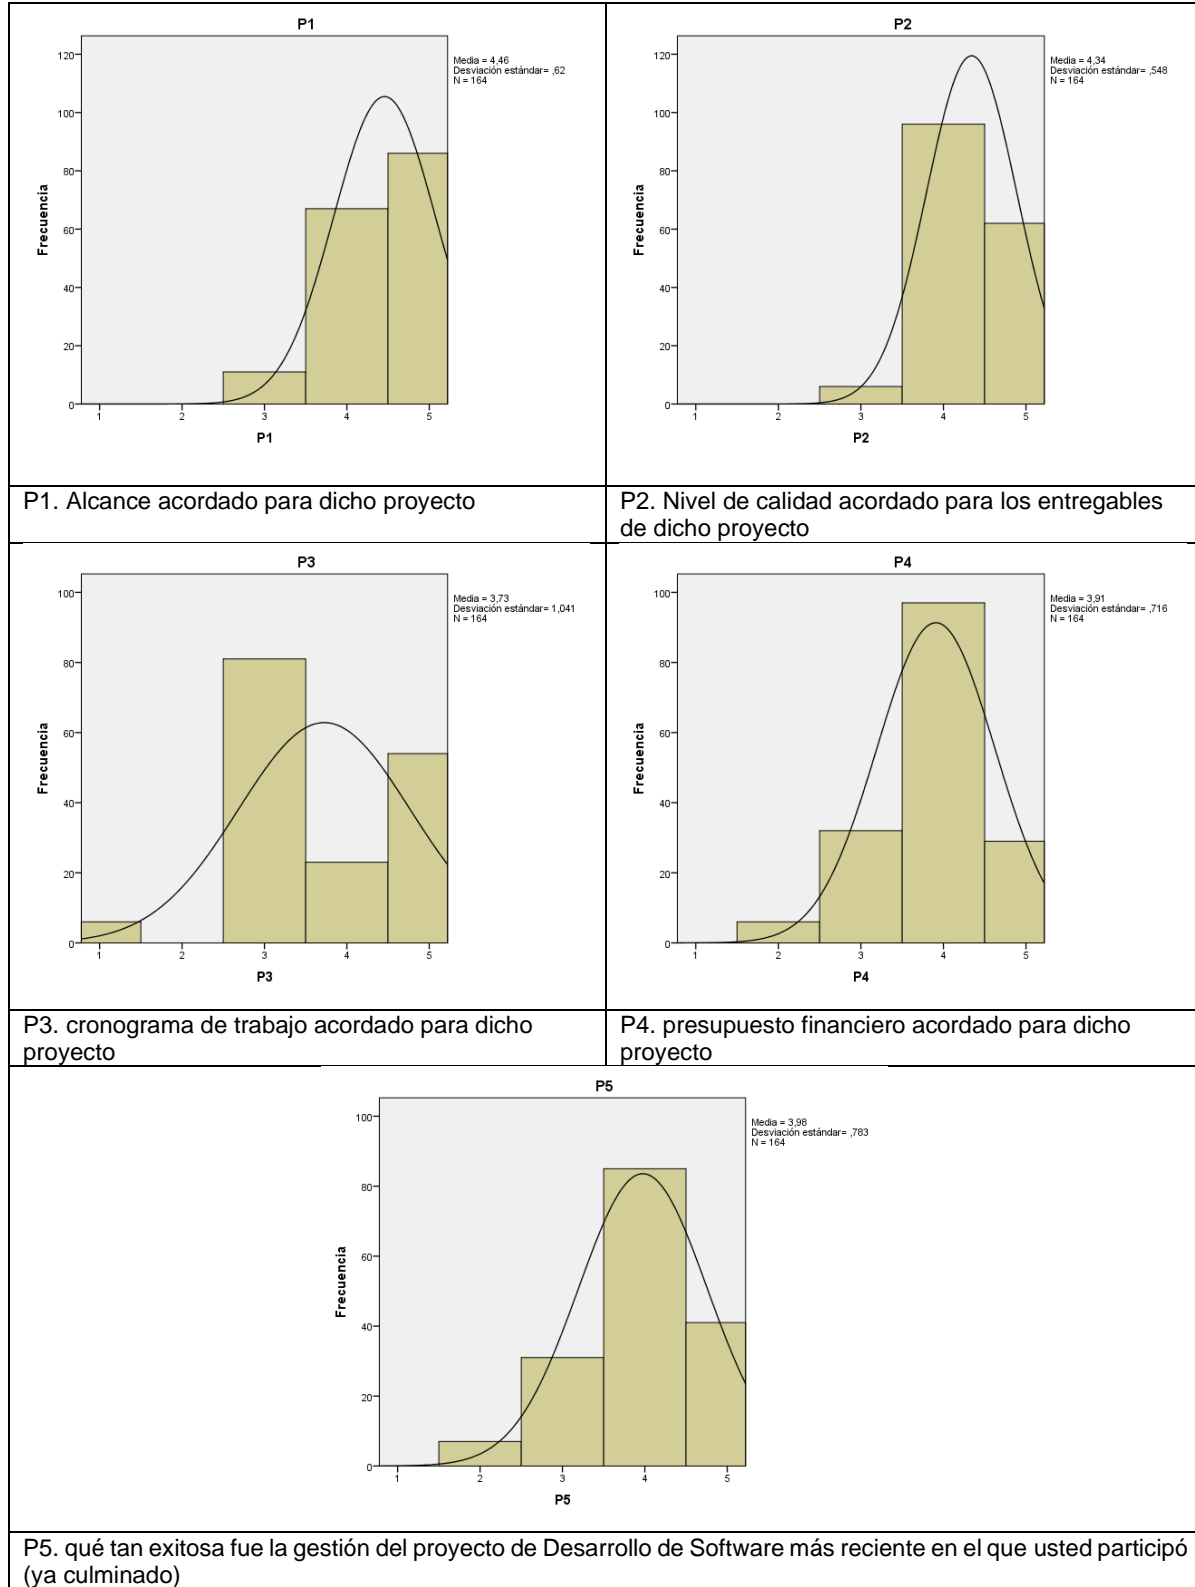 P1
Media = 4,46
Desviación estándar= ,62
N = 164
120
100
80
60
40
20
0
Frecuencia
1 2 3 4 5
P1
P2
Media = 4,34
Desviación estándar= ,548
N = 164
120
100
80
60
40
20
0
Frecuencia
1 2 3 4 5
P2
P1. Alcance acordado para dicho proyecto
P2. Nivel de calidad acordado para los entregables
de dicho proyecto
P3
Media = 3,73
Desviación estándar= 1,041
N = 164
100
80
60
40
20
0
Frecuencia
1 2 3 4 5
P3
P4
Media = 3,91
Desviación estándar= ,716
N = 164
100
80
60
40
20
0
Frecuencia
1 2 3 4 5
P4
P3. cronograma de trabajo acordado para dicho
proyecto
P4. presupuesto financiero acordado para dicho
proyecto
P5
Media = 3,98
Desviación estándar= ,783
N = 164
100
80
60
40
20
0
Frecuencia
1 2 3 4 5
P5
P5. qué tan exitosa fue la gestión del proyecto de Desarrollo de Software más reciente en el que usted participó
(ya culminado)